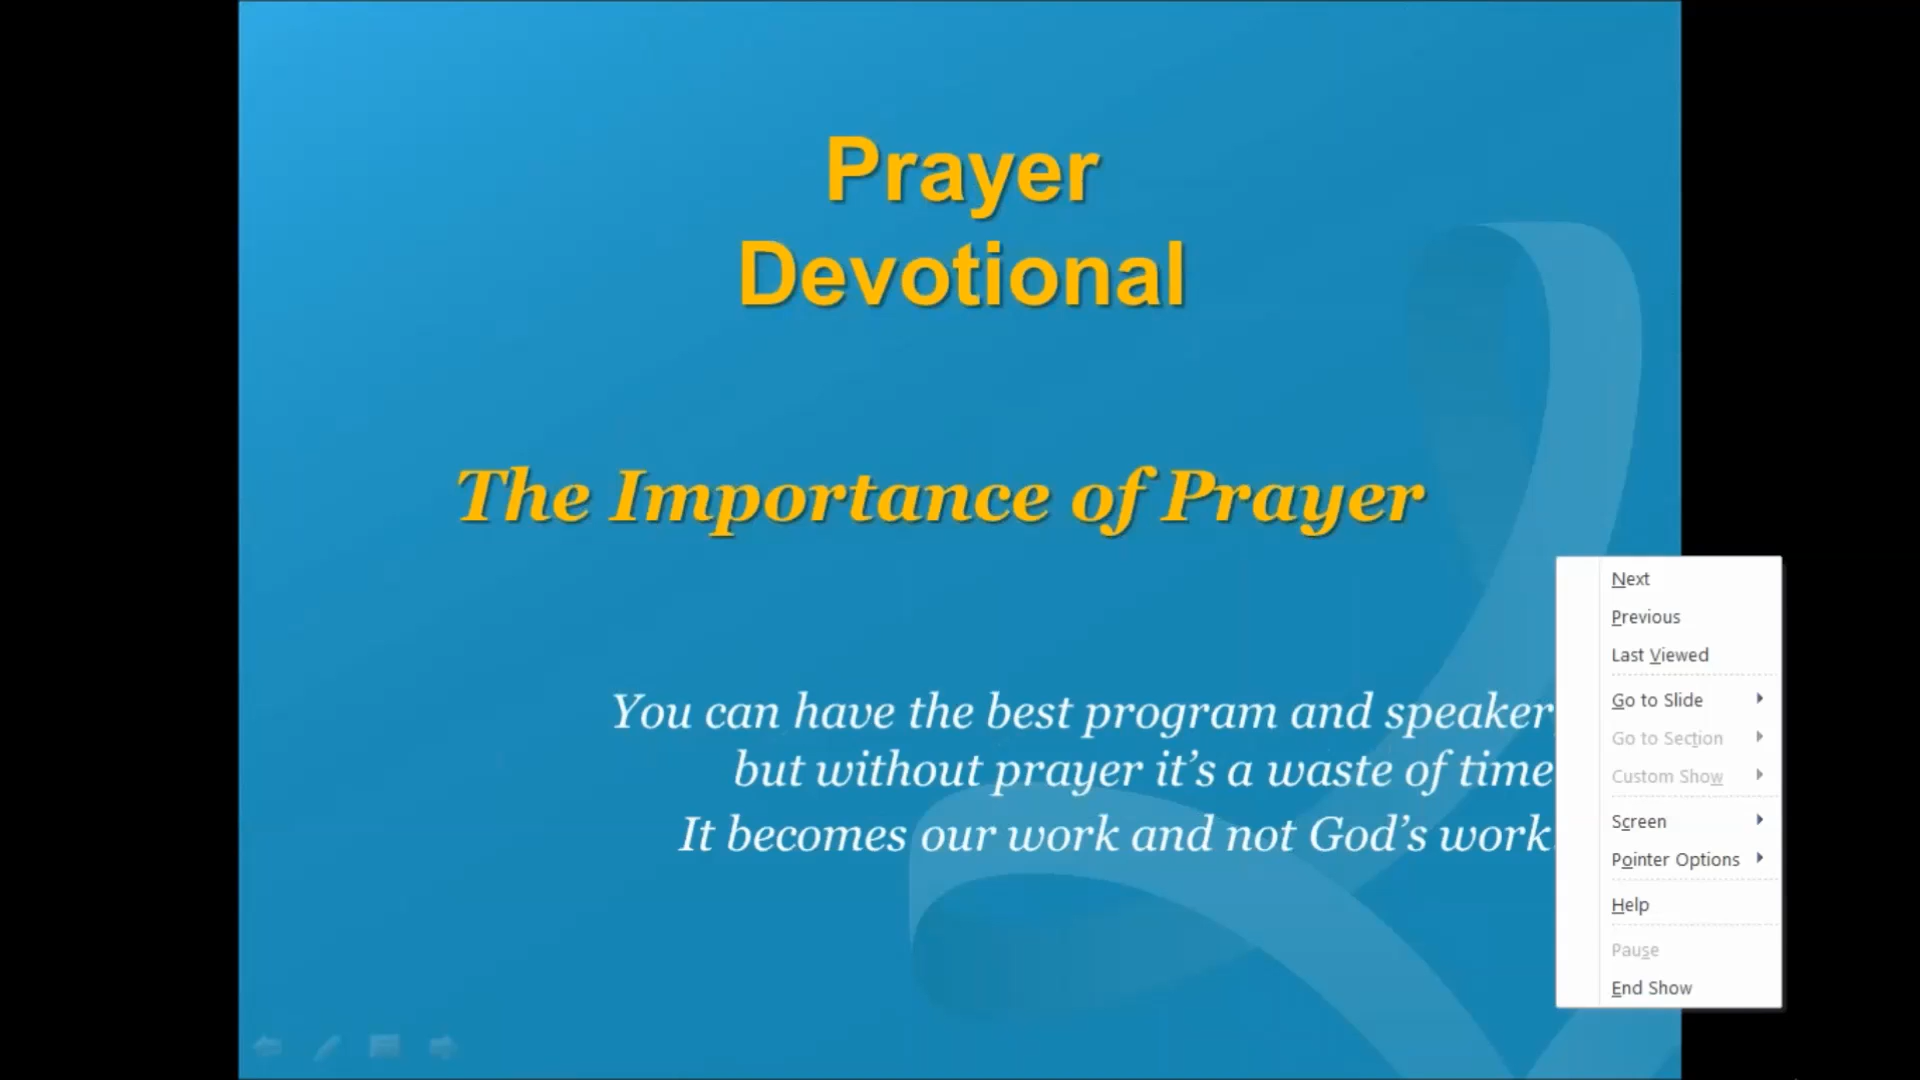 Prayer
Devotional
The Importance of Prayer
You can have the best program and speaker,
but without prayer it’s a waste of time
It becomes our work and not God’s work.
Next
Previous
Last Viewed
Go to Slide
Go to Section
Custom Show
Screen
Pointer Options
Help
Pause
End Show